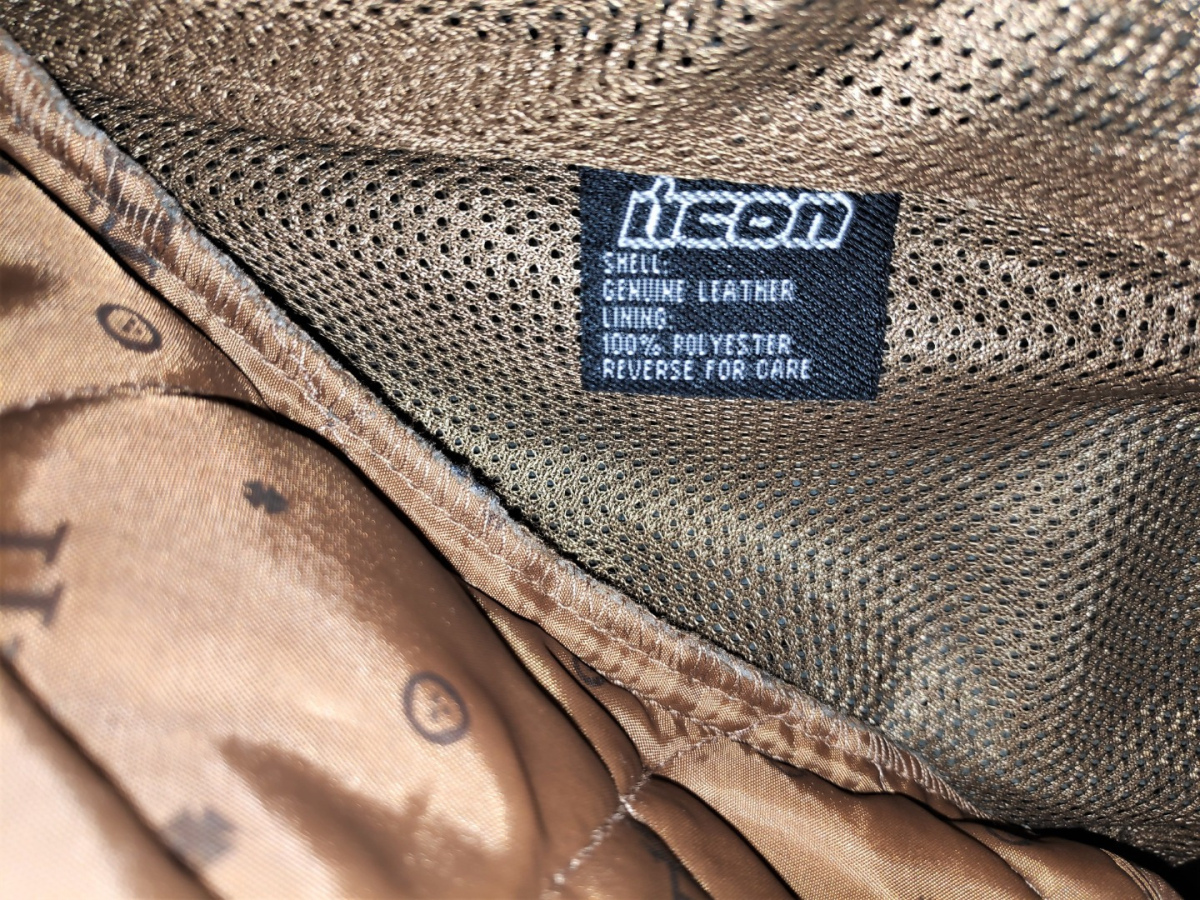 icon
SHELL:
GENUINE LEATHER
LINING:
100% POLYESTER
REVERSE FOR CARE